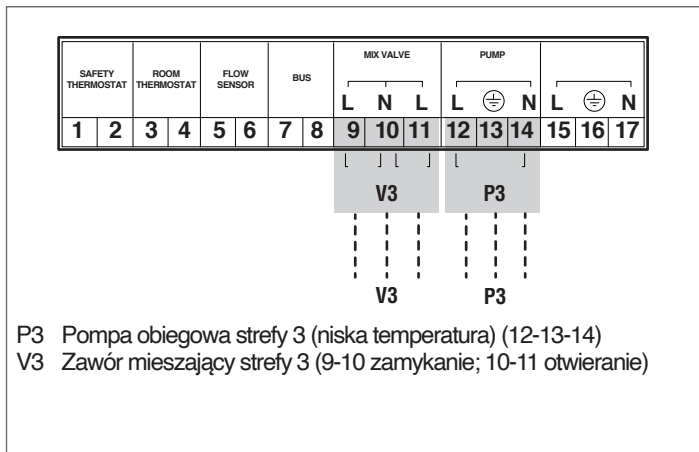 SAFETY THERMOSTAT ROOM THERMOSTAT FLOW SENSOR BUS MIX VALVE PUMP
L N L L N L N
1 2 3 4 5 6 7 8 9 10 11 12 13 14 15 16 17
V3 P3
V3 P3
P3 Pompa obiegowa strefy 3 (niska temperatura) (12-13-14)
V3 Zawór mieszający strefy 3 (9-10 zamykanie; 10-11 otwieranie)